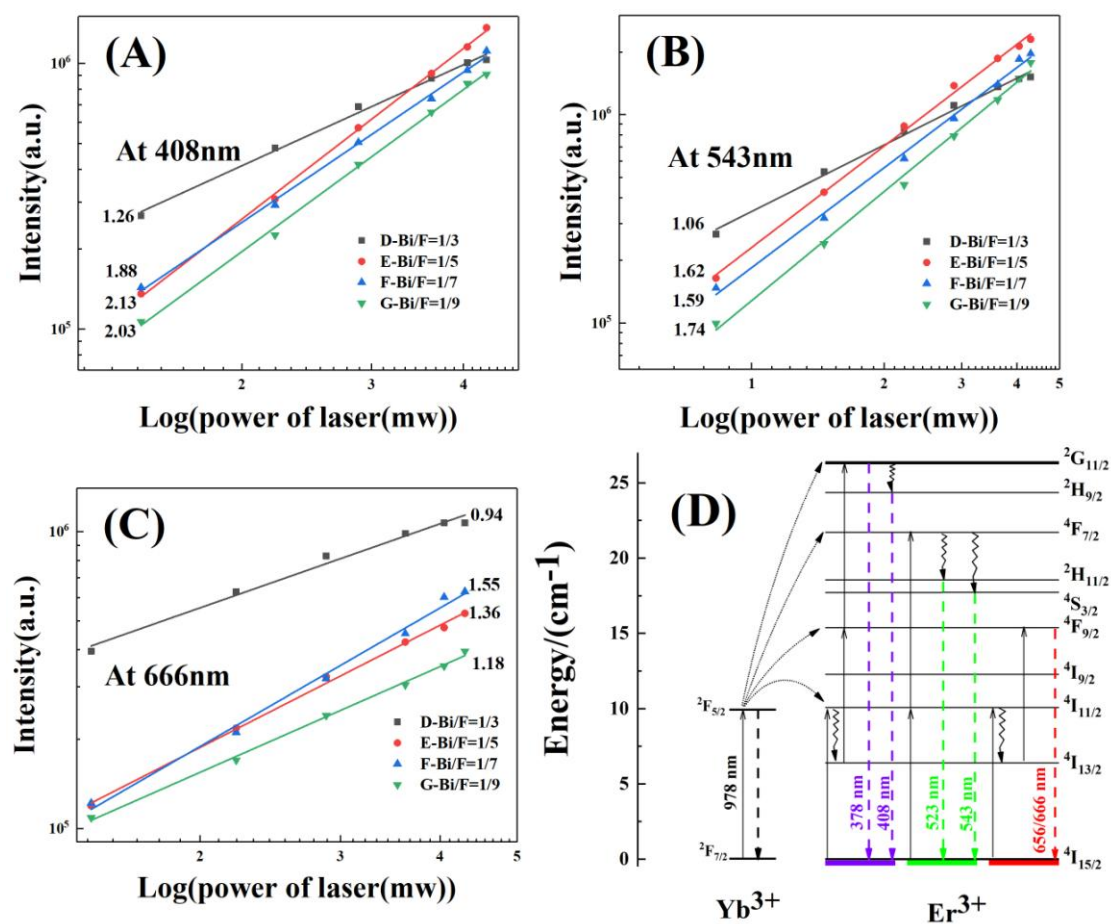 (A)
10⁶
10⁵
Intensity(a.u.)
At 408nm
1.26
1.88
2.13
2.03
D-Bi/F=1/3
E-Bi/F=1/5
F-Bi/F=1/7
G-Bi/F=1/9
2 3 4
Log(power of laser(mw))
(B)
10⁶
10⁵
Intensity(a.u.)
At 543nm
1.06
1.62
1.59
1.74
D-Bi/F=1/3
E-Bi/F=1/5
F-Bi/F=1/7
G-Bi/F=1/9
1 2 3 4 5
Log(power of laser(mw))
(C)
10⁶
10⁵
Intensity(a.u.)
At 666nm
0.94
1.55
1.36
1.18
D-Bi/F=1/3
E-Bi/F=1/5
F-Bi/F=1/7
G-Bi/F=1/9
2 3 4 5
Log(power of laser(mw))
(D)
Energy/(cm⁻¹)
25
20
15
10
5
0
²F₅/₂
978 nm
²F₇/₂
378 nm
408 nm
523 nm
543 nm
656/666 nm
²G₁₁/₂
²H₉/₂
⁴F₇/₂
²H₁₁/₂
⁴S₃/₂
⁴F₉/₂
⁴I₉/₂
⁴I₁₁/₂
⁴I₁₃/₂
⁴I₁₅/₂
Yb³⁺ Er³⁺